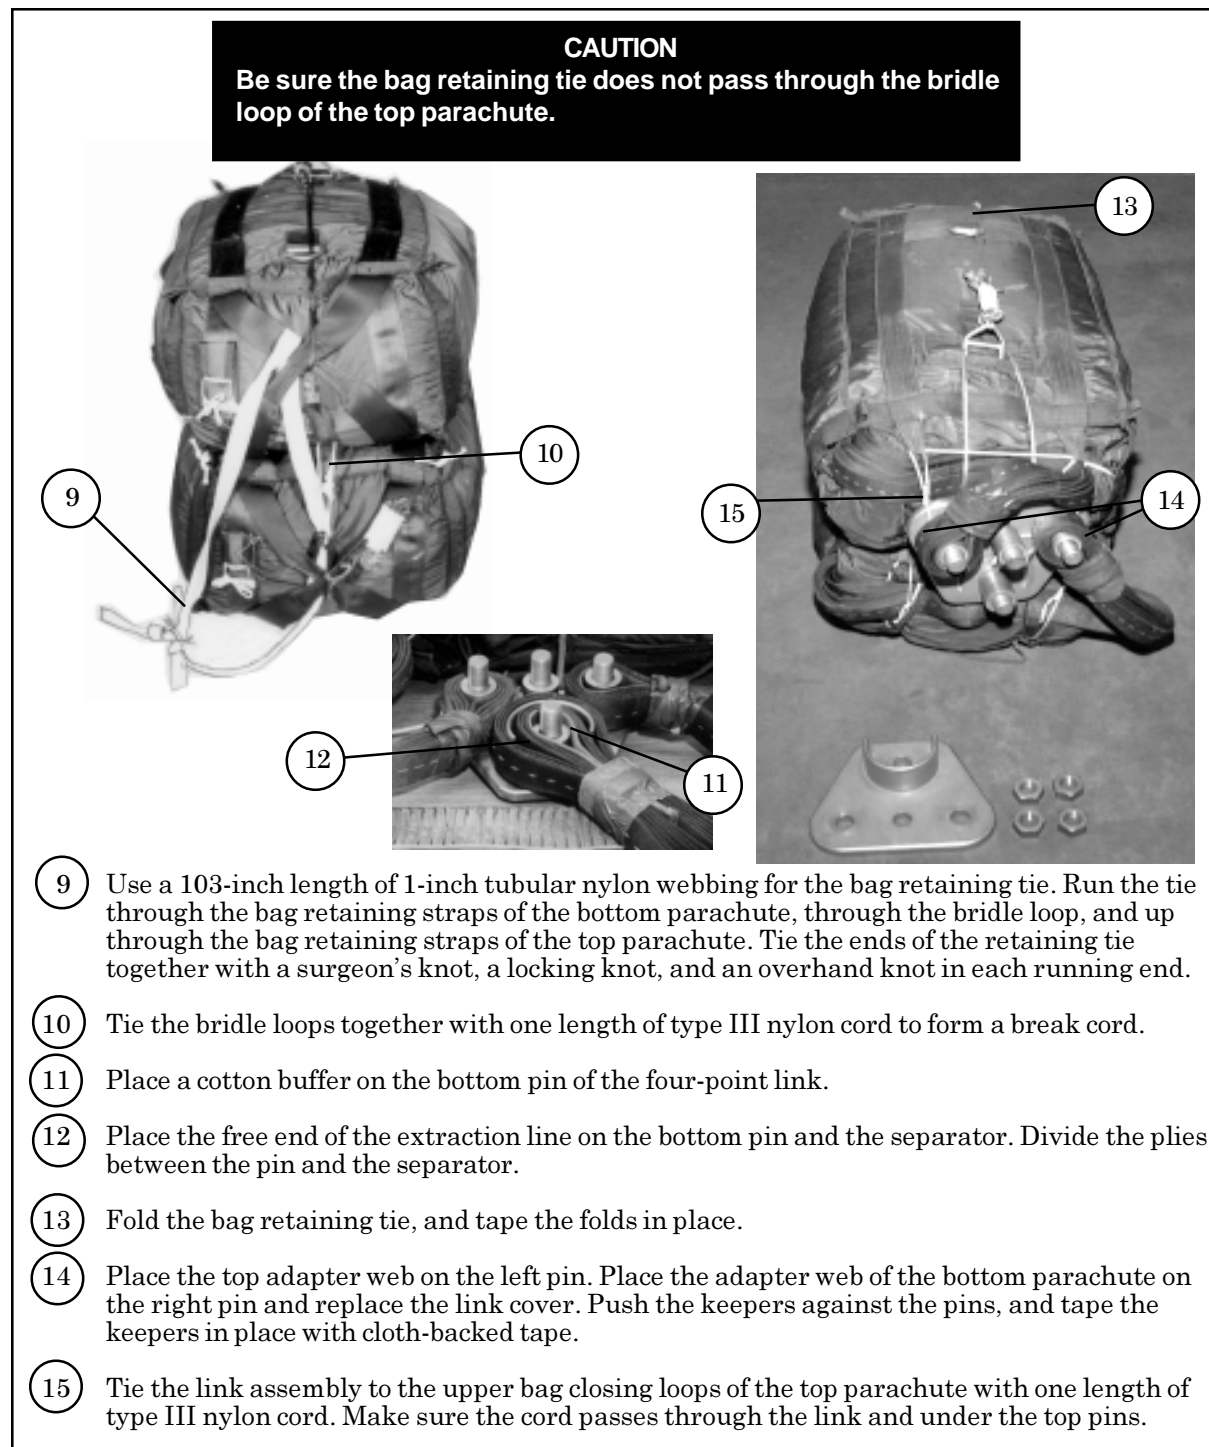 CAUTION
Be sure the bag retaining tie does not pass through the bridle
loop of the top parachute.
13
10
9
15
14
12
11
9 Use a 103-inch length of 1-inch tubular nylon webbing for the bag retaining tie. Run the tie
through the bag retaining straps of the bottom parachute, through the bridle loop, and up
through the bag retaining straps of the top parachute. Tie the ends of the retaining tie
together with a surgeon’s knot, a locking knot, and an overhand knot in each running end.
10 Tie the bridle loops together with one length of type III nylon cord to form a break cord.
11 Place a cotton buffer on the bottom pin of the four-point link.
12 Place the free end of the extraction line on the bottom pin and the separator. Divide the plies
between the pin and the separator.
13 Fold the bag retaining tie, and tape the folds in place.
14 Place the top adapter web on the left pin. Place the adapter web of the bottom parachute on
the right pin and replace the link cover. Push the keepers against the pins, and tape the
keepers in place with cloth-backed tape.
15 Tie the link assembly to the upper bag closing loops of the top parachute with one length of
type III nylon cord. Make sure the cord passes through the link and under the top pins.